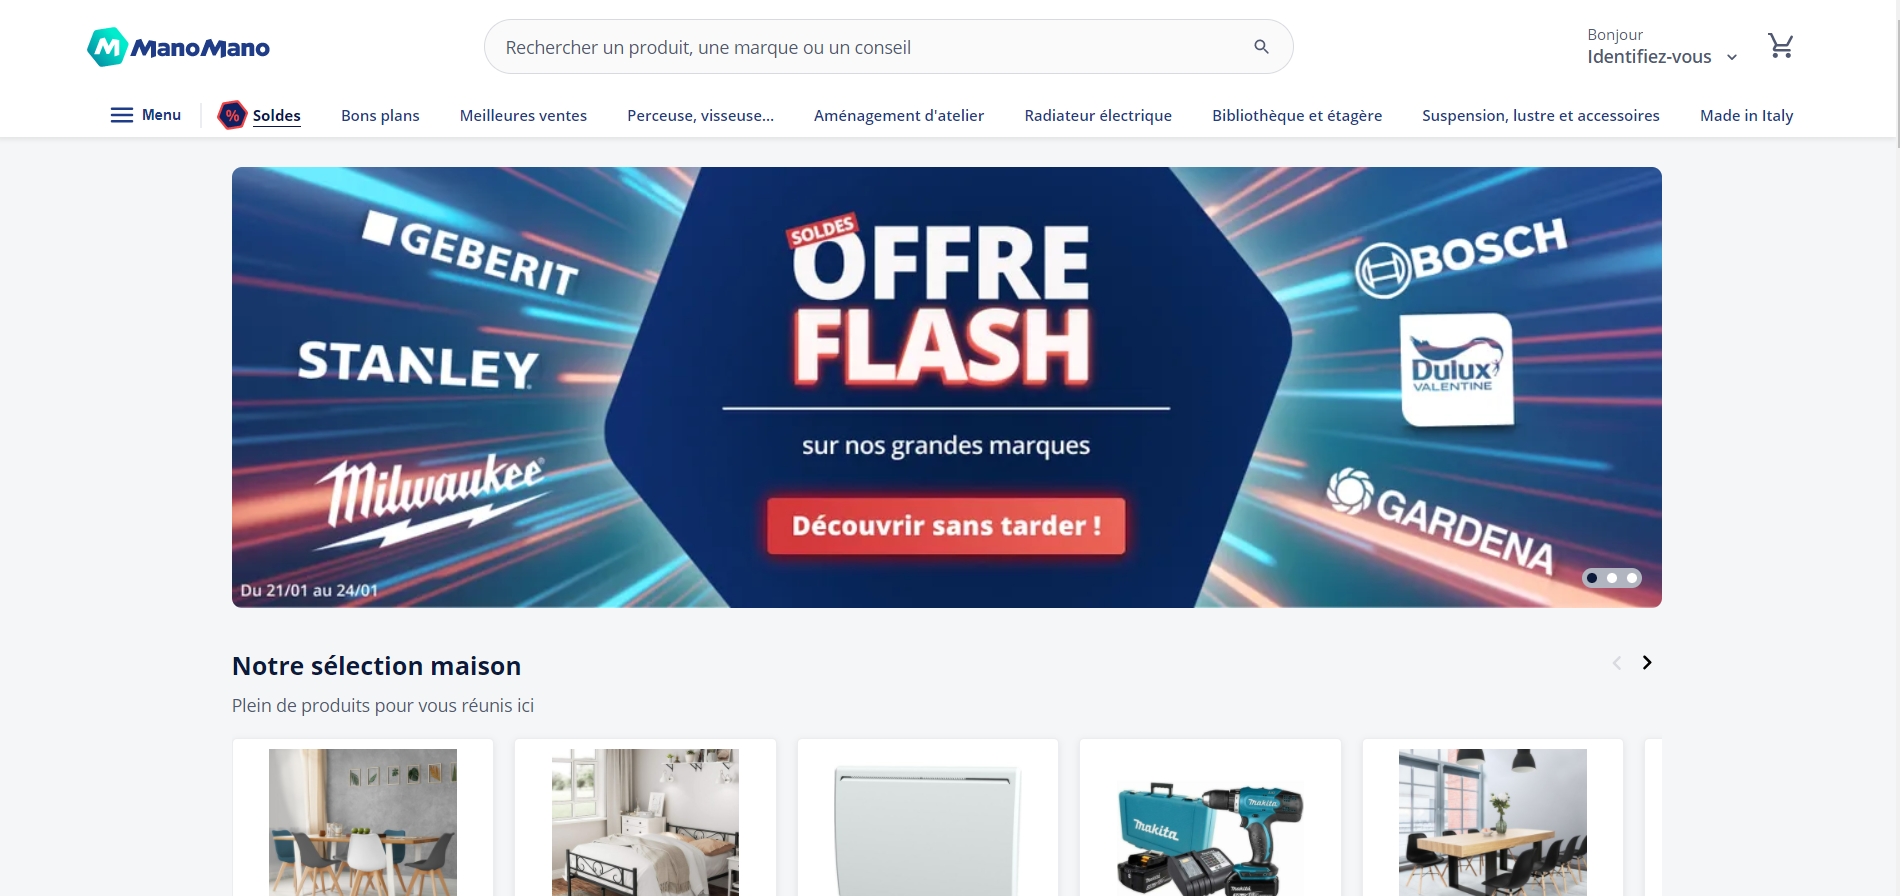 ManoMano
Rechercher un produit, une marque ou un conseil
Bonjour
Identifiez-vous
Menu
%
Soldes
Bons plans
Meilleures ventes
Perceuse, visseuse...
Aménagement d'atelier
Radiateur électrique
Bibliothèque et étagère
Suspension, lustre et accessoires
Made in Italy
GEBERIT
STANLEY
Milwaukee
SOLDES
OFFRE
FLASH
sur nos grandes marques
Découvrir sans tarder !
BOSCH
Dulux
VALENTINE
GARDENA
Du 21/01 au 24/01
Notre sélection maison
Plein de produits pour vous réunis ici
makita
makita
makita